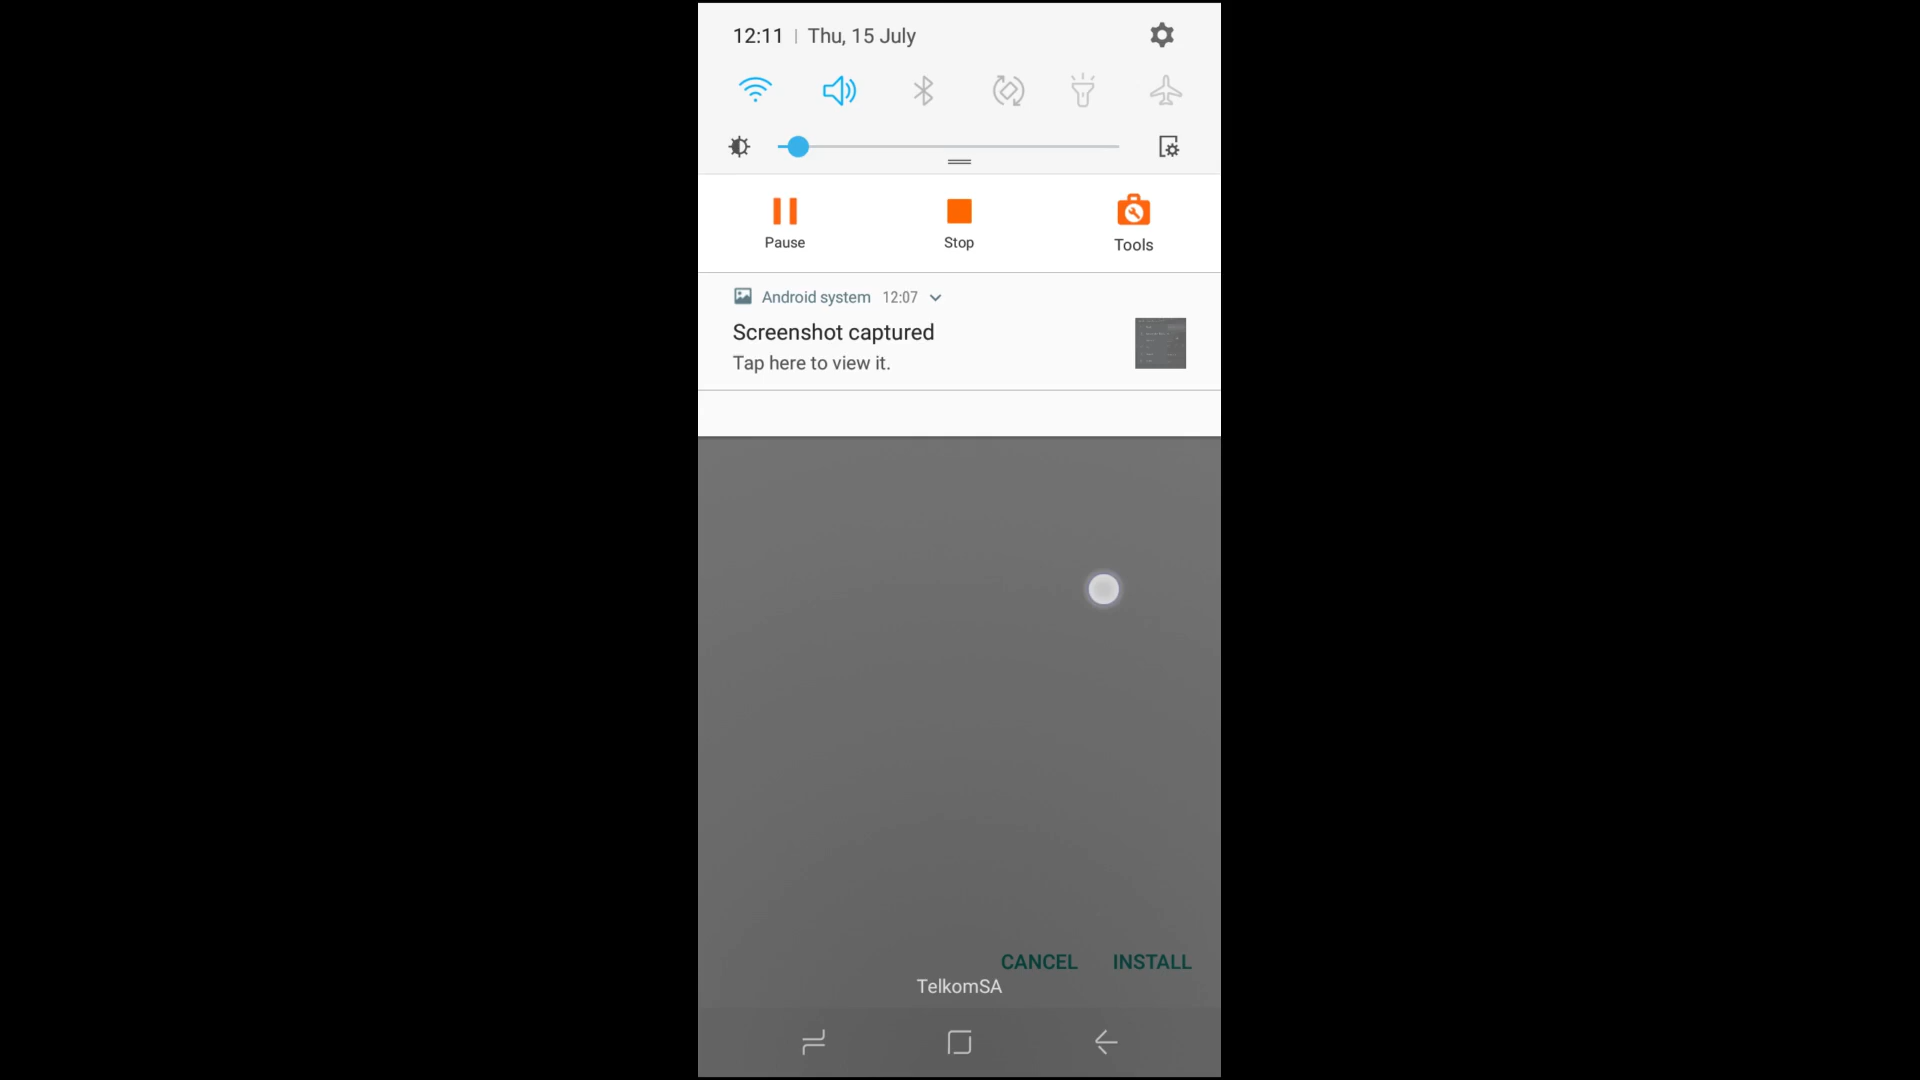 12:11 | Thu, 15 July
Pause Stop Tools
Android system 12:07
Screenshot captured
Tap here to view it.
CANCEL INSTALL
TelkomSA